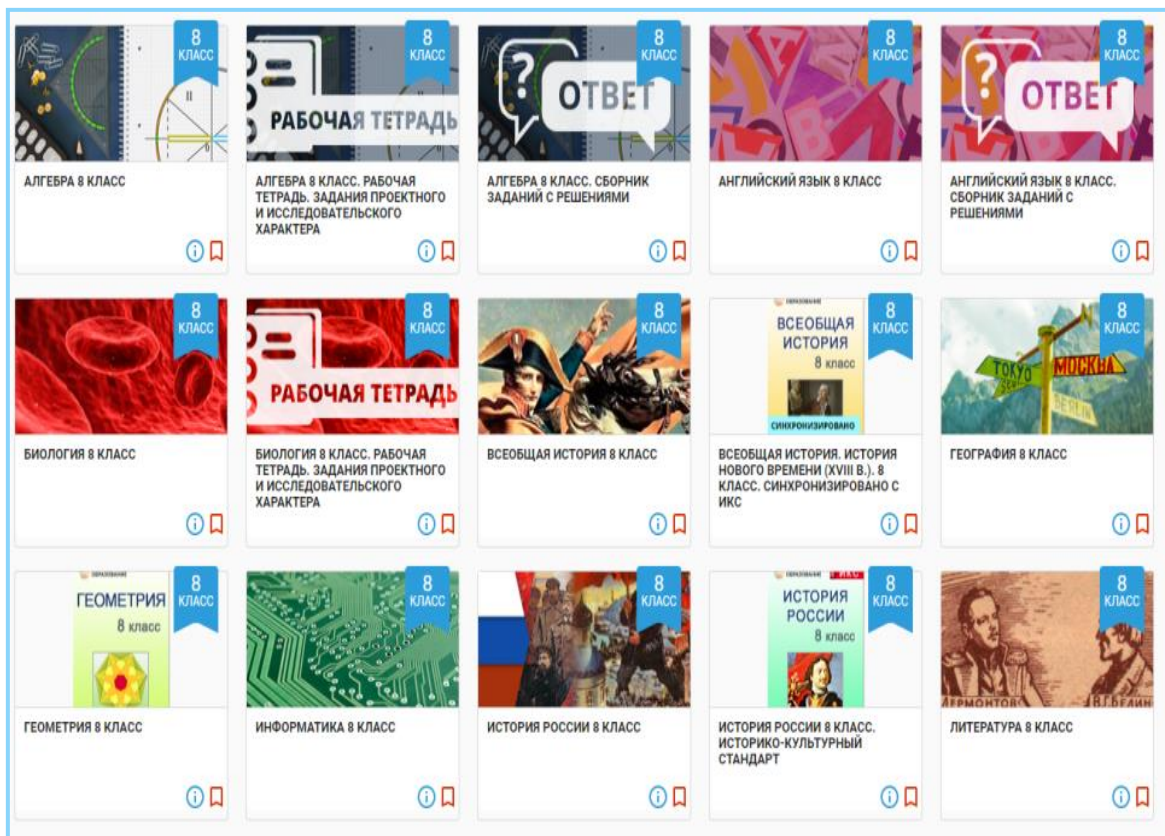 8
КЛАСС
АЛГЕБРА 8 КЛАСС
8
КЛАСС
РАБОЧАЯ ТЕТРАДЬ
АЛГЕБРА 8 КЛАСС. РАБОЧАЯ
ТЕТРАДЬ. ЗАДАНИЯ ПРОЕКТНОГО
И ИССЛЕДОВАТЕЛЬСКОГО
ХАРАКТЕРА
8
КЛАСС
?
ОТВЕТ
АЛГЕБРА 8 КЛАСС. СБОРНИК
ЗАДАНИЙ С РЕШЕНИЯМИ
8
КЛАСС
АНГЛИЙСКИЙ ЯЗЫК 8 КЛАСС
8
КЛАСС
?
ОТВЕТ
АНГЛИЙСКИЙ ЯЗЫК 8 КЛАСС.
СБОРНИК ЗАДАНИЙ С
РЕШЕНИЯМИ
8
КЛАСС
БИОЛОГИЯ 8 КЛАСС
8
КЛАСС
РАБОЧАЯ ТЕТРАДЬ
БИОЛОГИЯ 8 КЛАСС. РАБОЧАЯ
ТЕТРАДЬ. ЗАДАНИЯ ПРОЕКТНОГО
И ИССЛЕДОВАТЕЛЬСКОГО
ХАРАКТЕРА
8
КЛАСС
ВСЕОБЩАЯ ИСТОРИЯ 8 КЛАСС
ОБРАЗОВАНИЕ
8
КЛАСС
ВСЕОБЩАЯ
ИСТОРИЯ
8 класс
СИНХРОНИЗИРОВАНО
ВСЕОБЩАЯ ИСТОРИЯ. ИСТОРИЯ
НОВОГО ВРЕМЕНИ (XVIII В.). 8
КЛАСС. СИНХРОНИЗИРОВАНО С
ИКС
8
КЛАСС
TOKYO
SEOUL
МОСКВА
BERLIN
ГЕОГРАФИЯ 8 КЛАСС
ОБРАЗОВАНИЕ
8
КЛАСС
ГЕОМЕТРИЯ
8 класс
ГЕОМЕТРИЯ 8 КЛАСС
8
КЛАСС
ИНФОРМАТИКА 8 КЛАСС
8
КЛАСС
ИСТОРИЯ РОССИИ 8 КЛАСС
ОБРАЗОВАНИЕ
ИКС
8
КЛАСС
ИСТОРИЯ
РОССИИ
8 класс
ИСТОРИЯ РОССИИ 8 КЛАСС.
ИСТОРИКО-КУЛЬТУРНЫЙ
СТАНДАРТ
8
КЛАСС
ЛЕРМОНТОВ
В.Г.БЕЛИН
ЛИТЕРАТУРА 8 КЛАСС